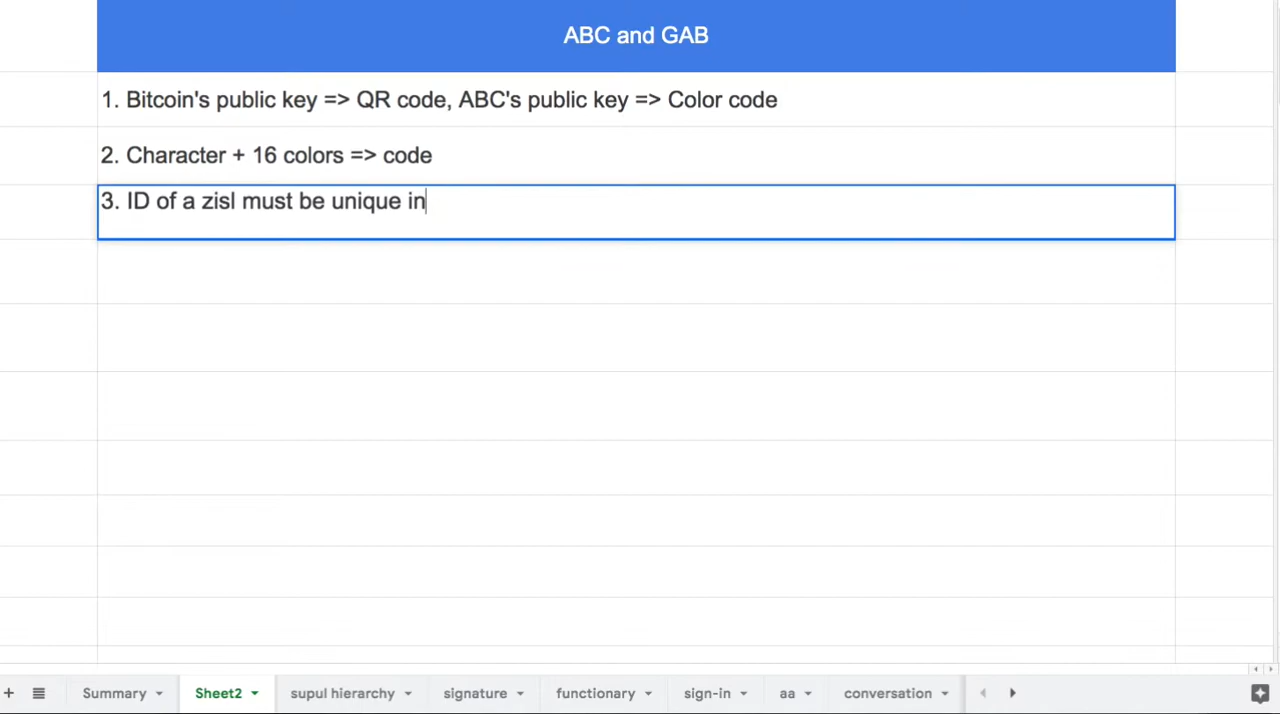 ABC and GAB
1. Bitcoin's public key => QR code, ABC's public key => Color code
2. Character + 16 colors => code
3. ID of a zisl must be unique in
Summary Sheet2 supul hierarchy signature functionary sign-in aa conversation